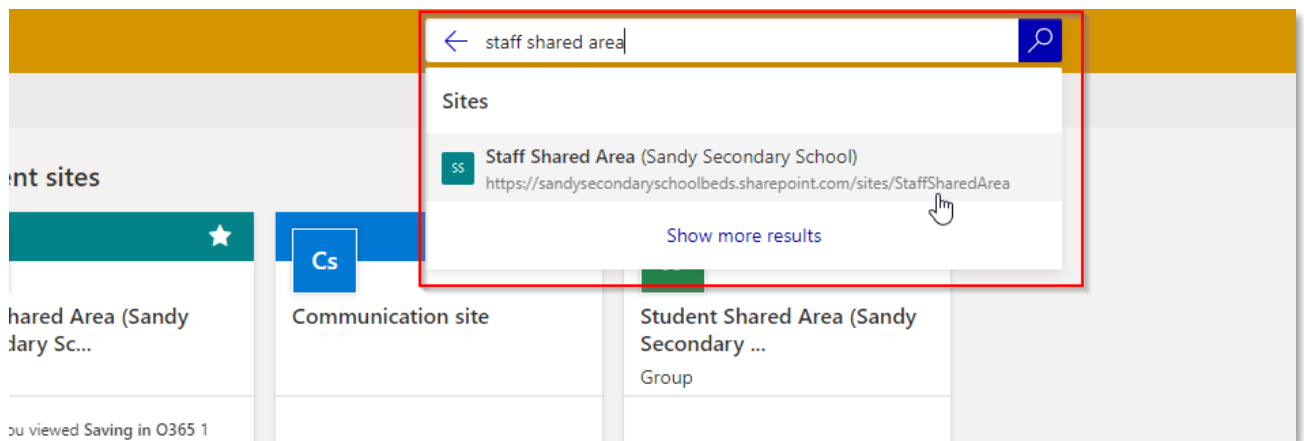 staff shared area
Sites
SS
Staff Shared Area (Sandy Secondary School)
https://sandysecondaryschoolbeds.sharepoint.com/sites/StaffSharedArea
Show more results
nt sites
Cs
hared Area (Sandy
dary Sc...
Communication site
Student Shared Area (Sandy
Secondary ...
Group
ou viewed Saving in O365 1